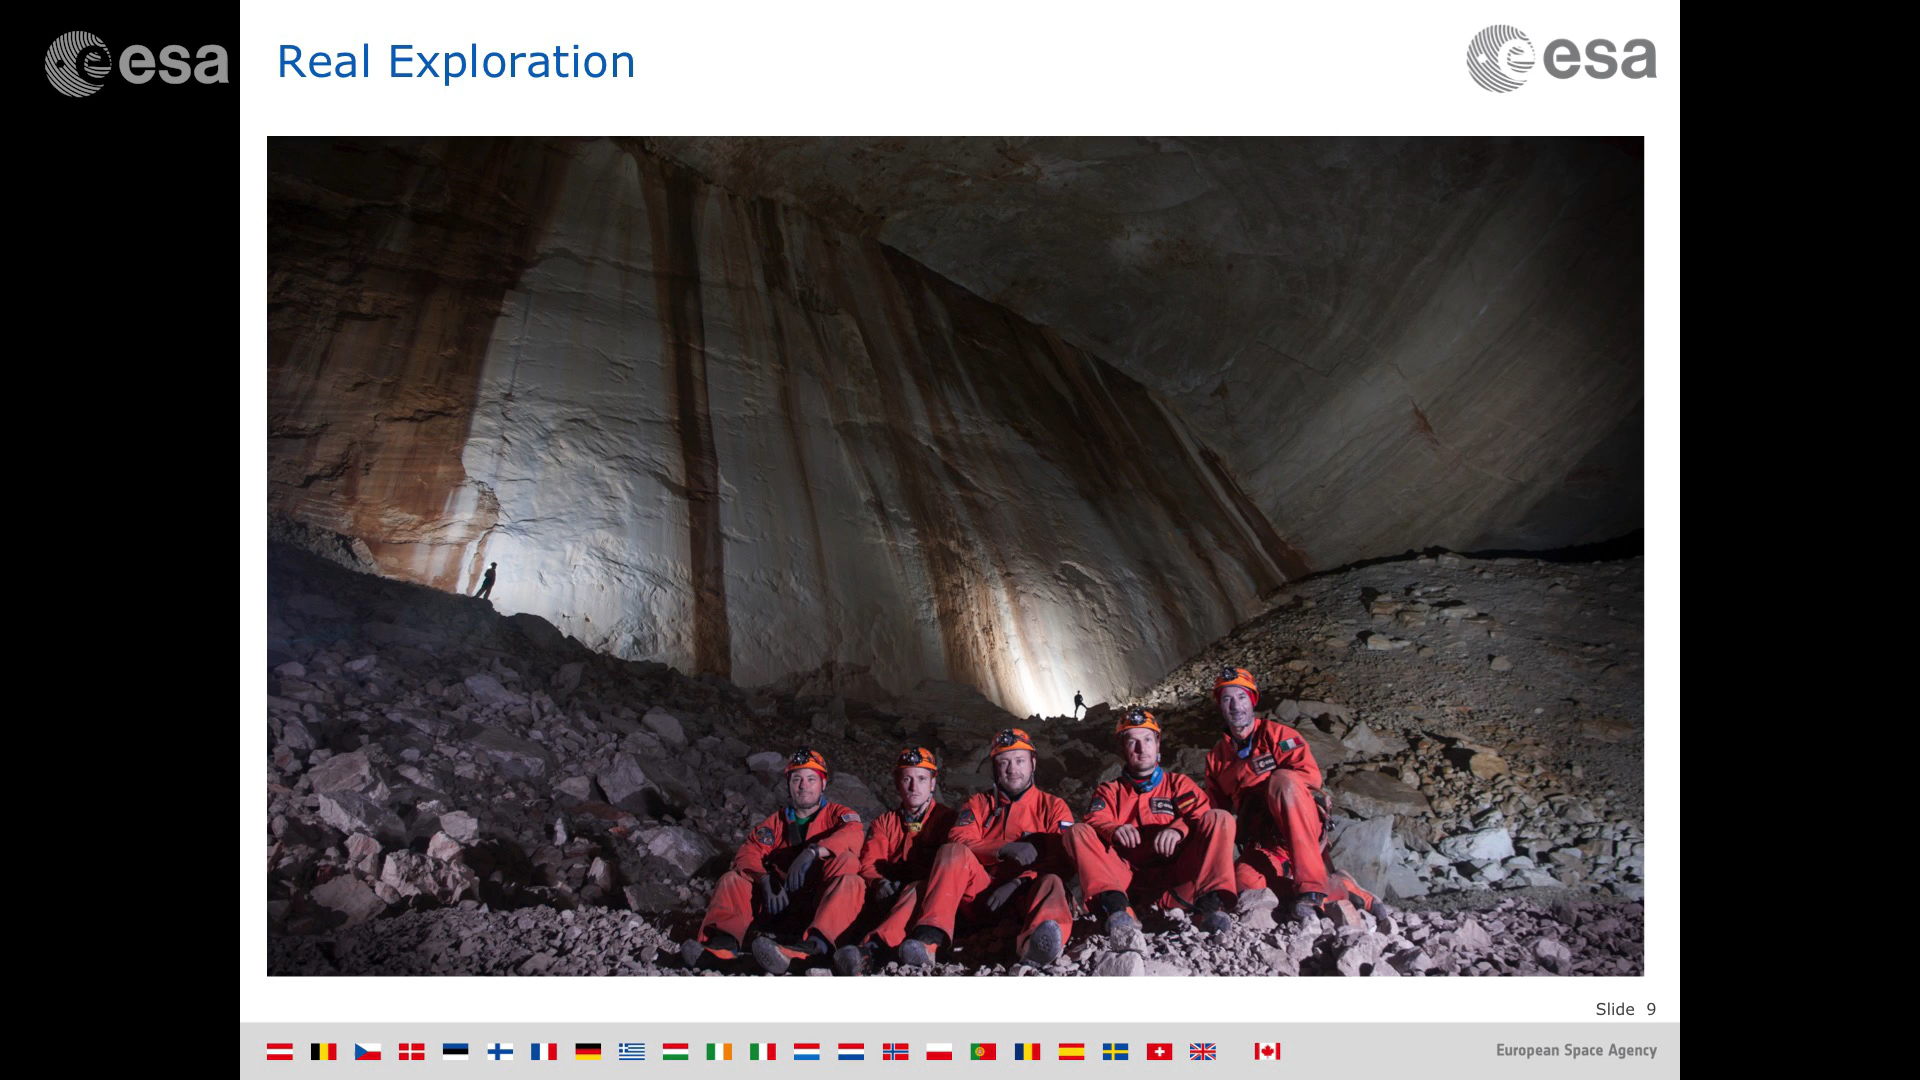 esa
Real Exploration
esa
Slide 9
European Space Agency